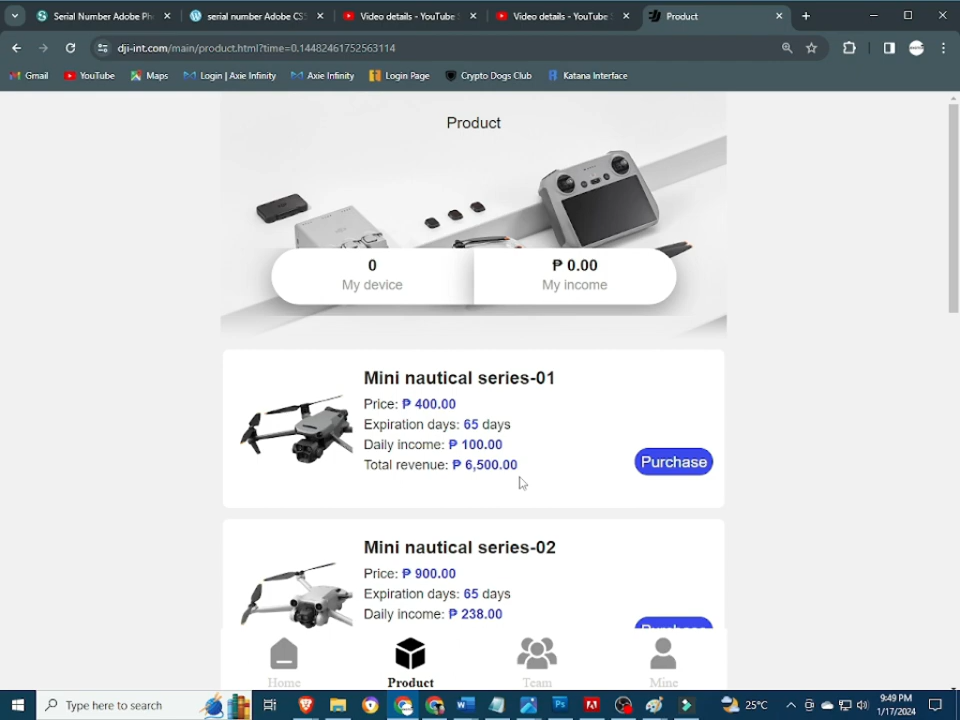 Serial Number Adobe Ph
serial number Adobe CS
Video details - YouTube
Video details - YouTube
Product
dji-int.com/main/product.html?time=0.14482461752563114
Gmail
YouTube
Maps
Login | Axie Infinity
Axie Infinity
Login Page
Crypto Dogs Club
Katana Interface
Product
0
My device
₱ 0.00
My income
Mini nautical series-01
Price: ₱ 400.00
Expiration days: 65 days
Daily income: ₱ 100.00
Total revenue: ₱ 6,500.00
Purchase
Mini nautical series-02
Price: ₱ 900.00
Expiration days: 65 days
Daily income: ₱ 238.00
Purchase
Home
Product
Team
Mine
Type here to search
25°C
9:49 PM
1/17/2024